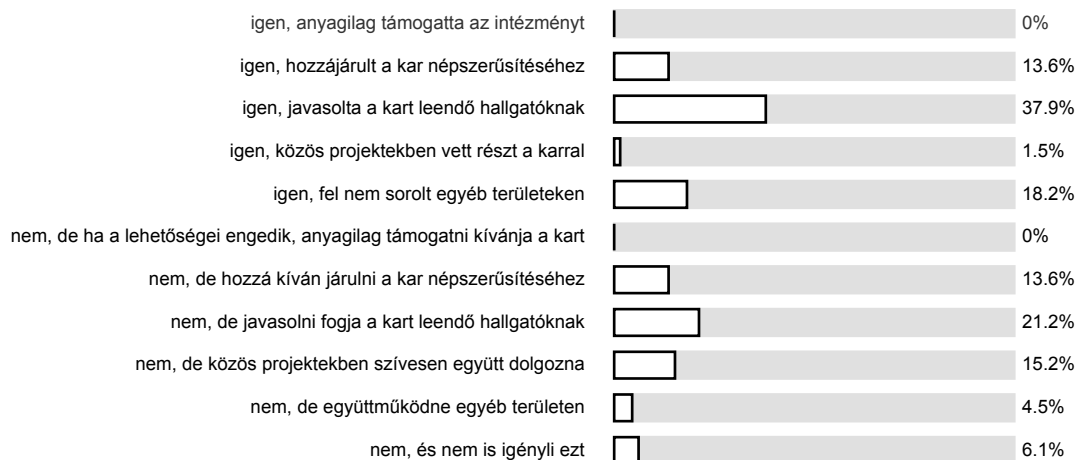 igen, anyagilag támogatta az intézményt 0%
igen, hozzájárult a kar népszerűsítéséhez 13.6%
igen, javasolta a kart leendő hallgatóknak 37.9%
igen, közös projektekben vett részt a karral 1.5%
igen, fel nem sorolt egyéb területeken 18.2%
nem, de ha a lehetőségei engedik, anyagilag támogatni kívánja a kart 0%
nem, de hozzá kíván járulni a kar népszerűsítéséhez 13.6%
nem, de javasolni fogja a kart leendő hallgatóknak 21.2%
nem, de közös projektekben szívesen együtt dolgozna 15.2%
nem, de együttműködne egyéb területen 4.5%
nem, és nem is igényli ezt 6.1%